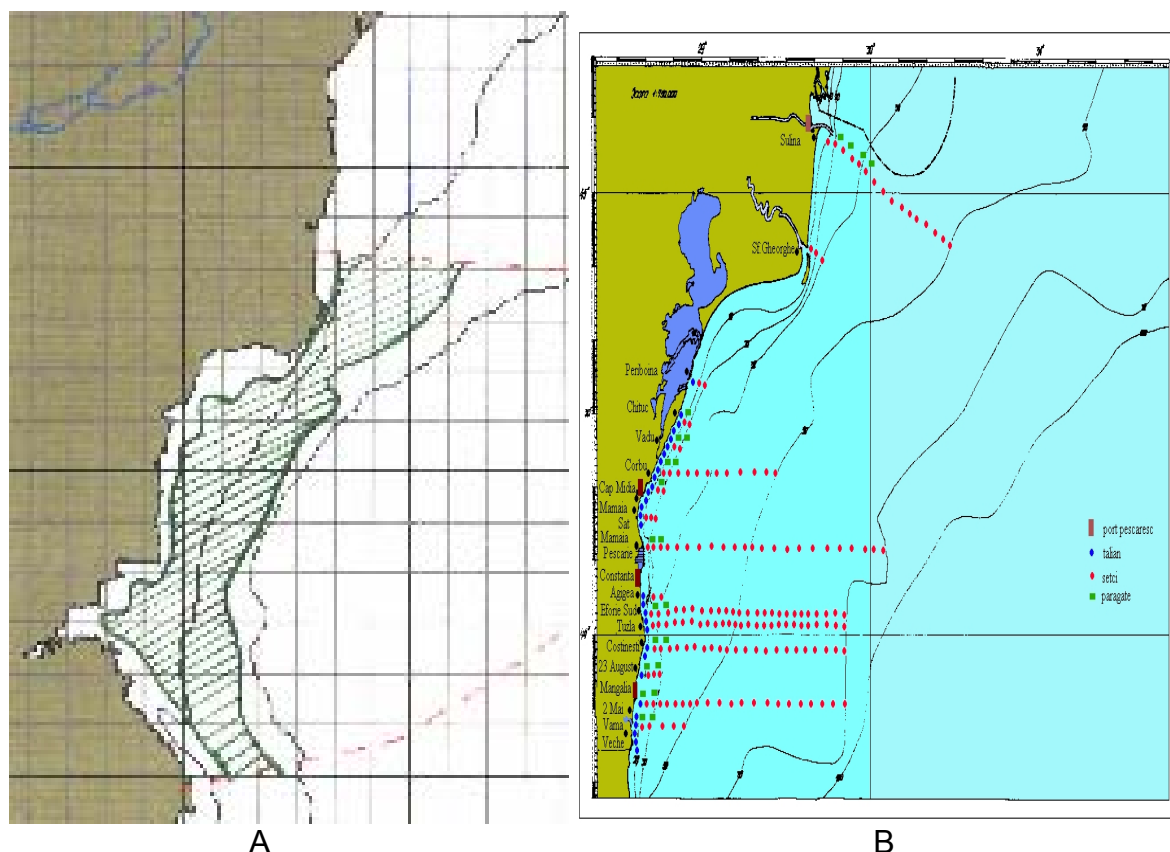 Sulina
Sf. Gheorghe
Periboina
Chituc
Vadu
Corbu
Cap Midia
Mamaia
Sat
Mamaia
Pescarie
Constanta
Agigea
Eforie Sud
Tuzla
Costinesti
23 August
Mangalia
2 Mai
Vama
Veche
port pescaresc
talian
setci
paragate
A
B